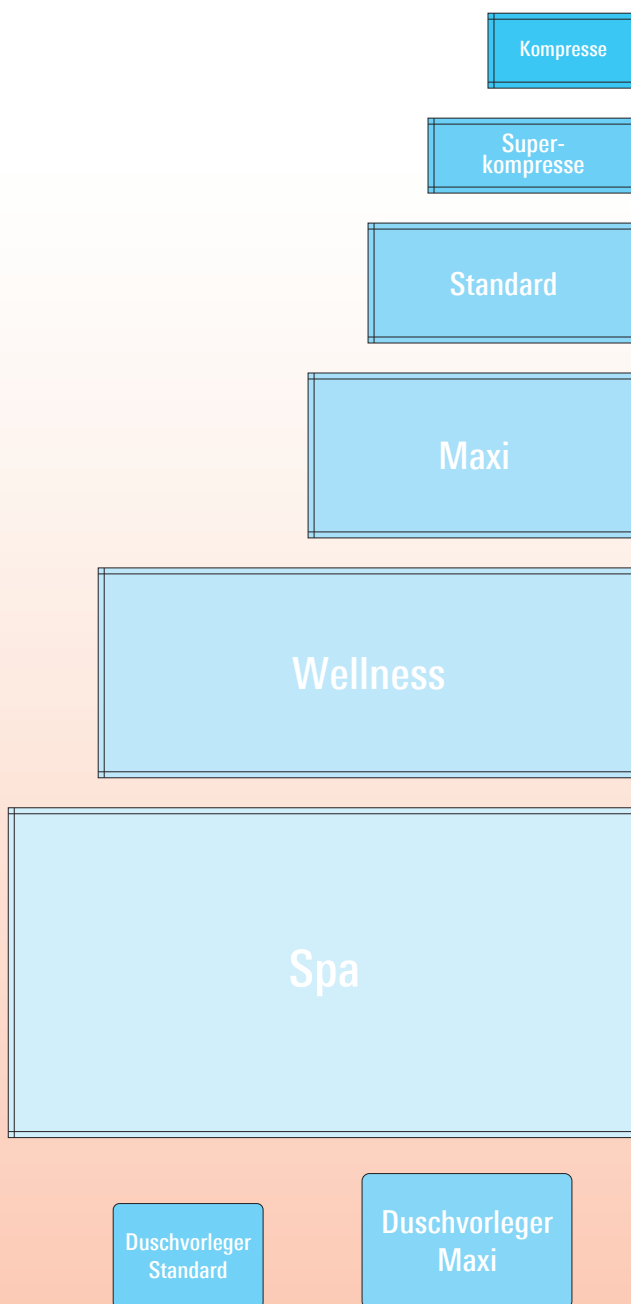 Kompresse
Super-
kompresse
Standard
Maxi
Wellness
Spa
Duschvorleger
Standard
Duschvorleger
Maxi